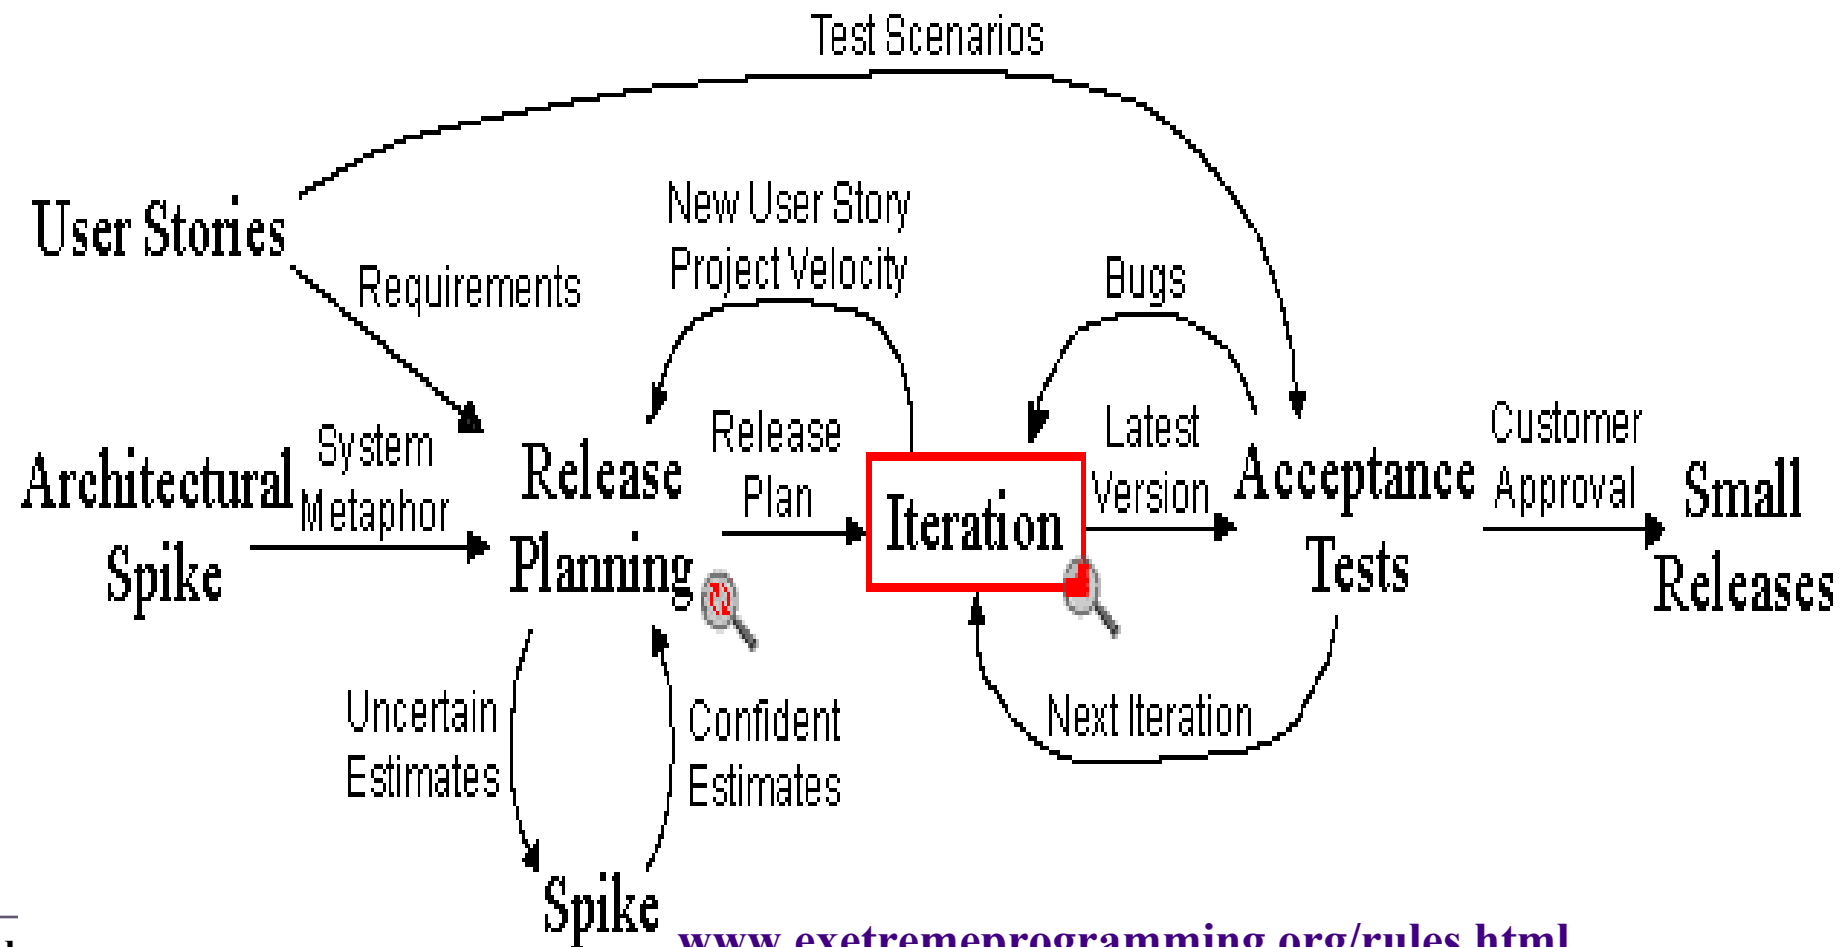 Test Scenarios
User Stories
New User Story
Project Velocity
Requirements
Bugs
Architectural
Spike
System
Metaphor
Release
Planning
Release
Plan
Iteration
Latest
Version
Acceptance
Tests
Customer
Approval
Small
Releases
Uncertain
Estimates
Confident
Estimates
Next Iteration
Spike
www.exetremeprogramming.org/rules.html